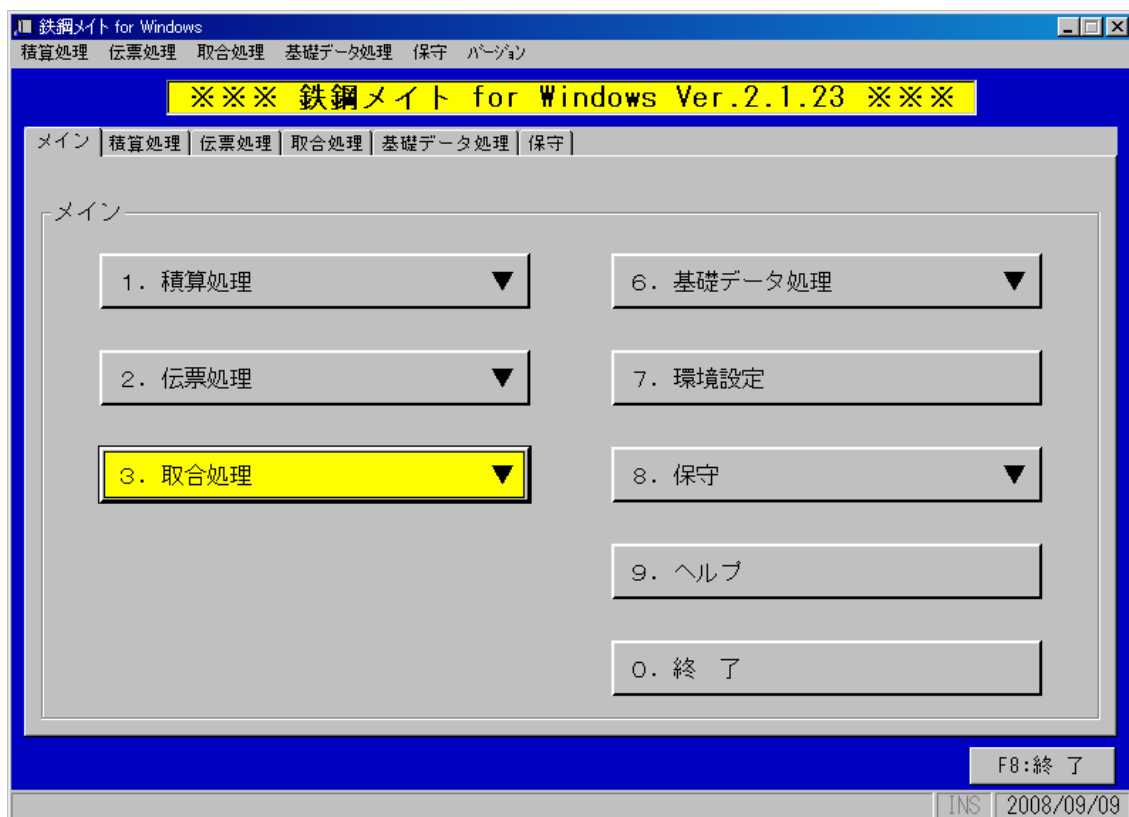 鉄鋼メイト for Windows
積算処理 伝票処理 取合処理 基礎データ処理 保守 バージョン
※※※ 鉄鋼メイト for Windows Ver.2.1.23 ※※※
メイン 積算処理 伝票処理 取合処理 基礎データ処理 保守
メイン
1. 積算処理 ▼
6. 基礎データ処理 ▼
2. 伝票処理 ▼
7. 環境設定
3. 取合処理 ▼
8. 保守 ▼
9. ヘルプ
0. 終 了
F8:終 了
INS 2008/09/09